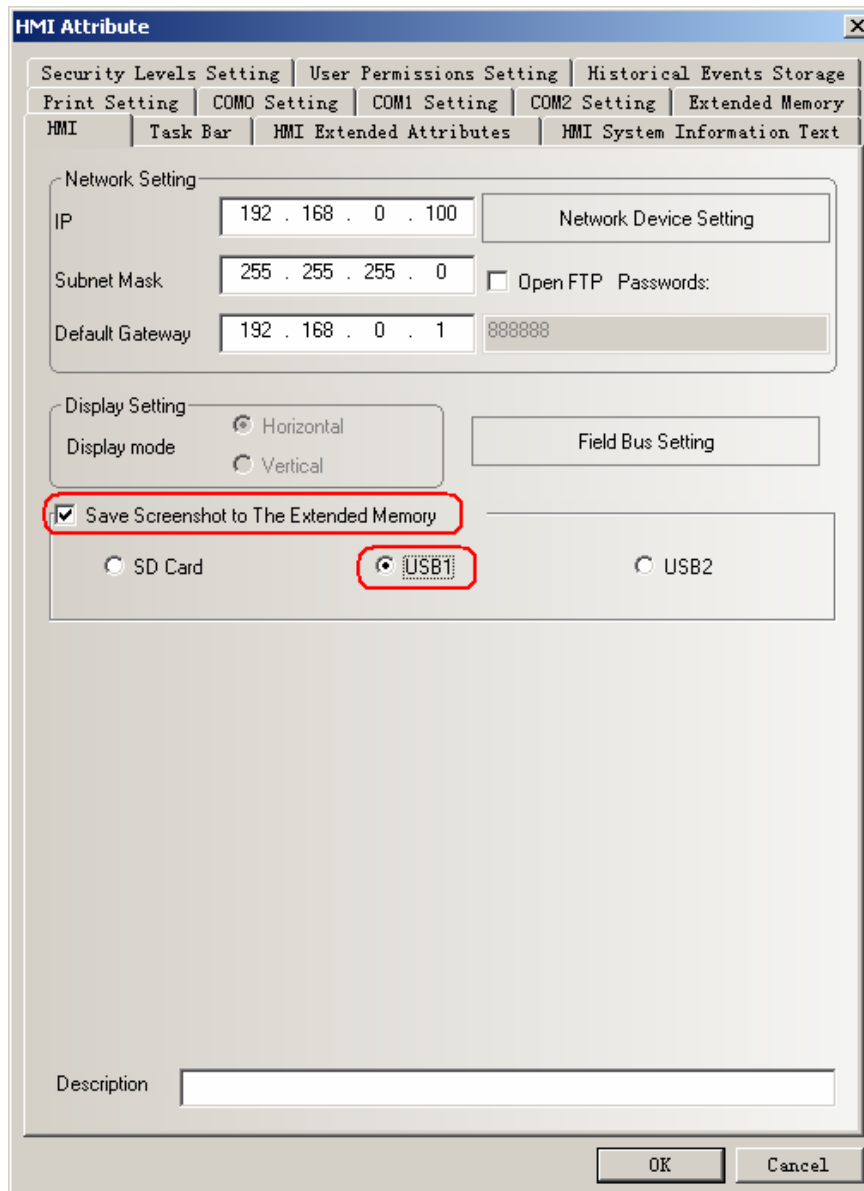 HMI Attribute
Security Levels Setting User Permissions Setting Historical Events Storage
Print Setting COM0 Setting COM1 Setting COM2 Setting Extended Memory
HMI Task Bar HMI Extended Attributes HMI System Information Text
Network Setting
IP 192 . 168 . 0 . 100 Network Device Setting
Subnet Mask 255 . 255 . 255 . 0 Open FTP Passwords:
Default Gateway 192 . 168 . 0 . 1 888888
Display Setting
Display mode Horizontal
Vertical
Field Bus Setting
Save Screenshot to The Extended Memory
SD Card USB1 USB2
Description
OK Cancel